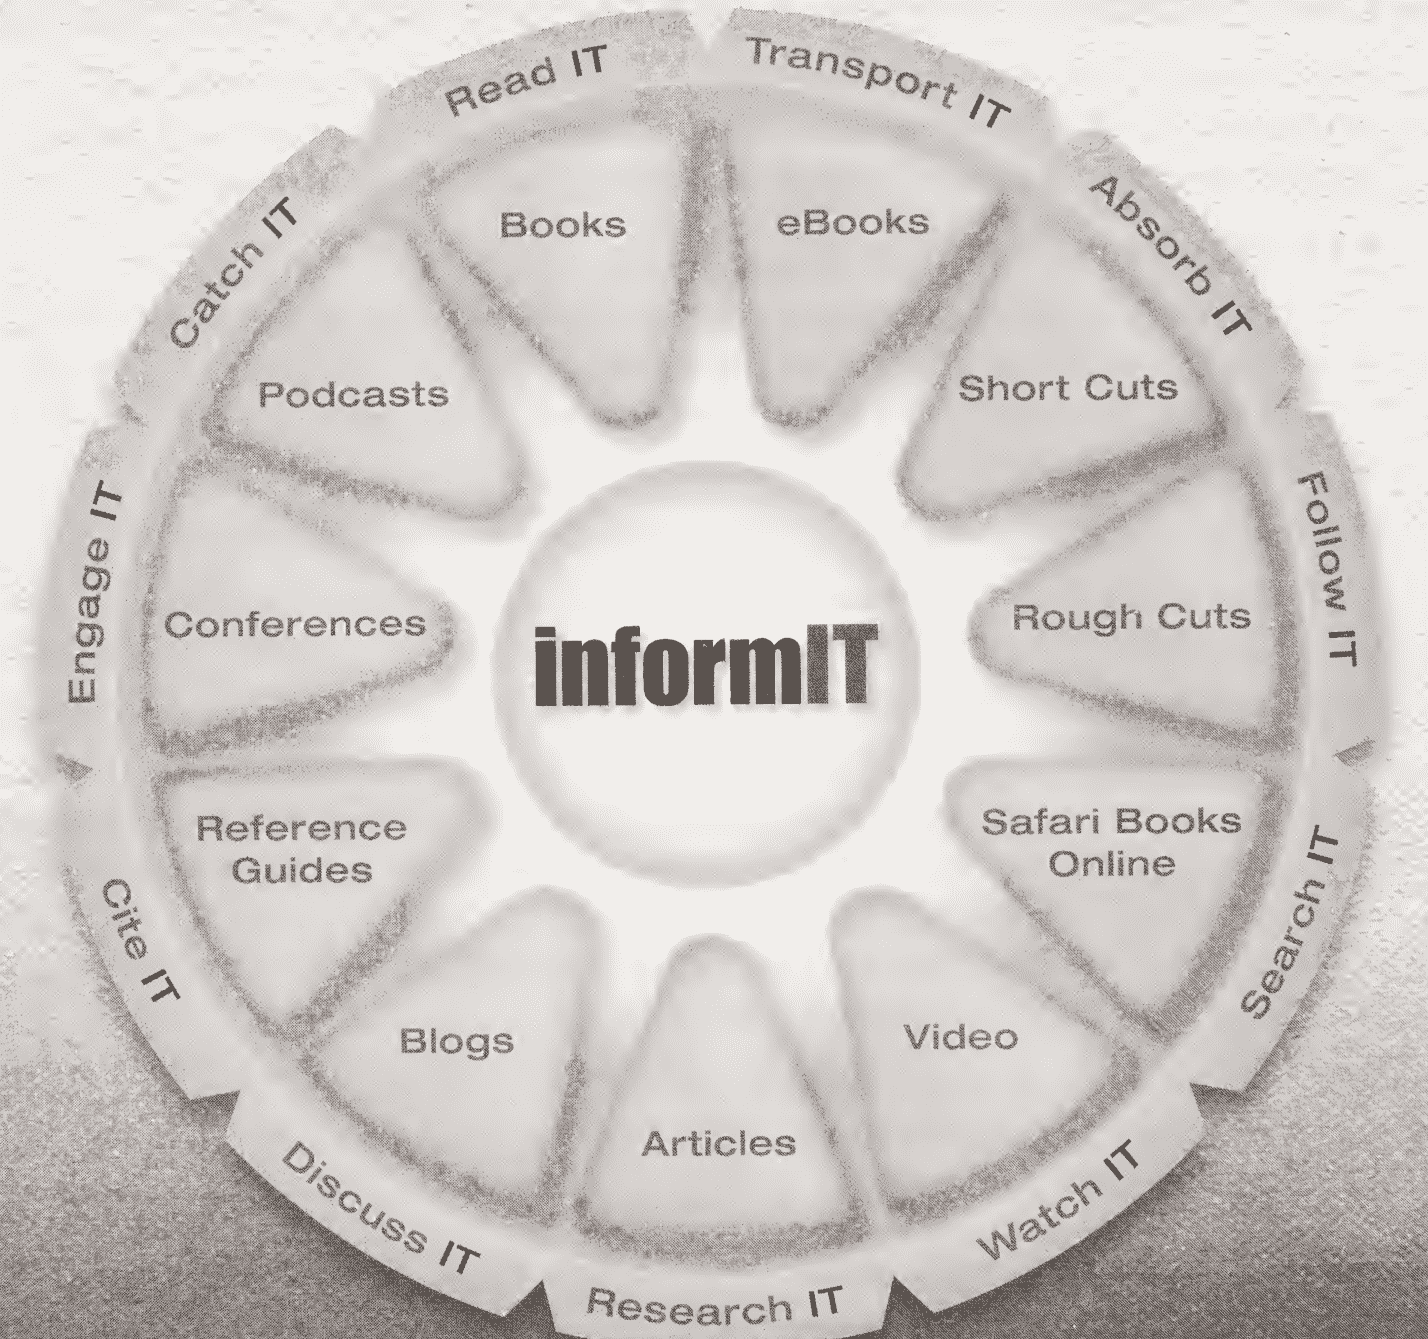 Read IT
Books
Transport IT
eBooks
Absorb IT
Short Cuts
Follow IT
Rough Cuts
Search IT
Safari Books
Online
Watch IT
Video
Research IT
Articles
Discuss IT
Blogs
Cite IT
Reference
Guides
Engage IT
Conferences
Catch IT
Podcasts
informIT